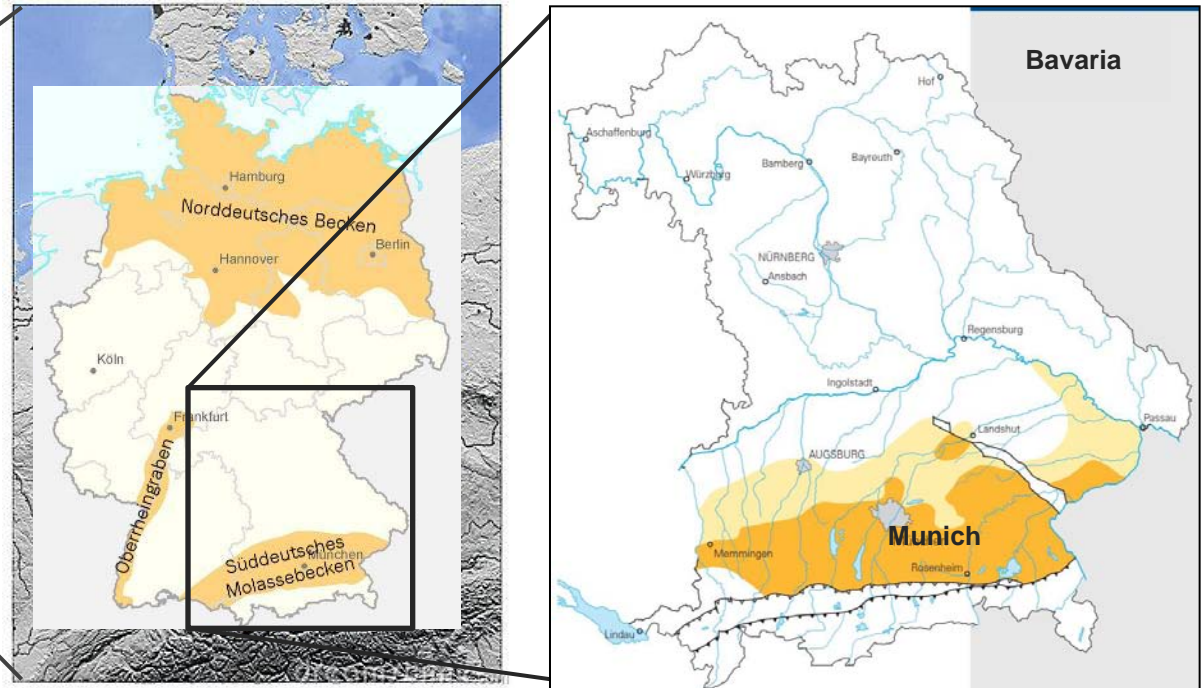 Hamburg
Norddeutsches Becken
Berlin
Hannover
Köln
Frankfurt
Oberrheingraben
Süddeutsches
München
Molassebecken
Bavaria
Hof
Aschaffenburg
Bamberg
Bayreuth
Würzburg
NÜRNBERG
Ansbach
Regensburg
Ingolstadt
Passau
Landshut
AUGSBURG
Munich
Memmingen
Rosenheim
Lindau